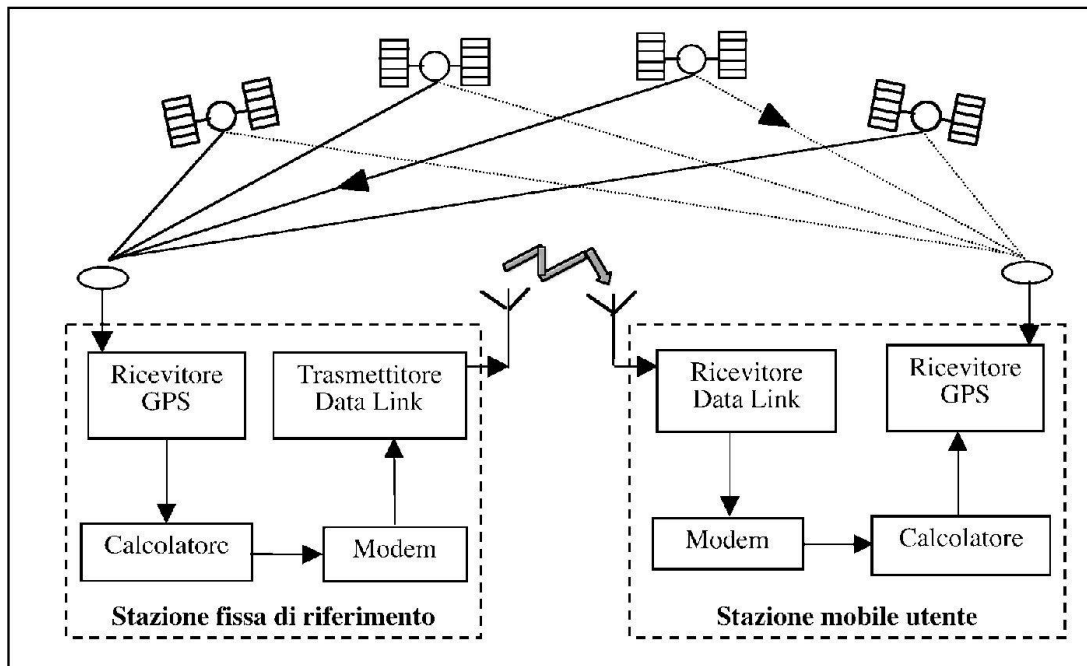 Ricevitore
GPS
Trasmettitore
Data Link
Calcolatore
Modem
Stazione fissa di riferimento
Ricevitore
Data Link
Ricevitore
GPS
Modem
Calcolatore
Stazione mobile utente